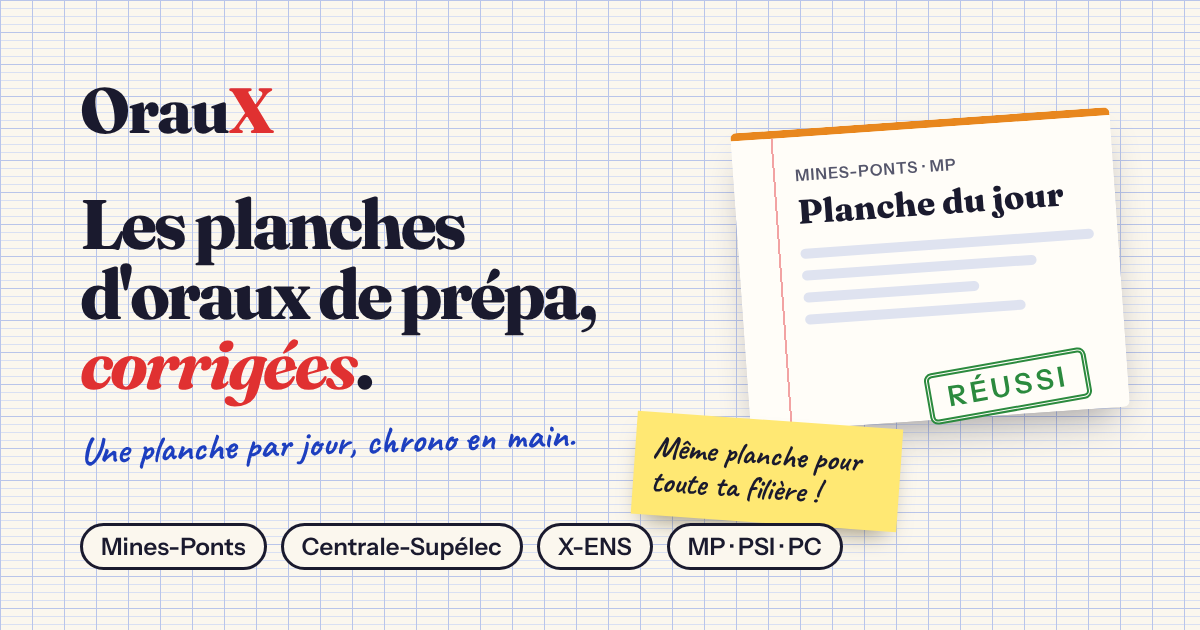 OrauX
Les planches
d'oraux de prépa,
corrigées.
Une planche par jour, chrono en main.
MINES-PONTS · MP
Planche du jour
RÉUSSI
Même planche pour
toute ta filière !
Mines-Ponts
Centrale-Supélec
X-ENS
MP · PSI · PC